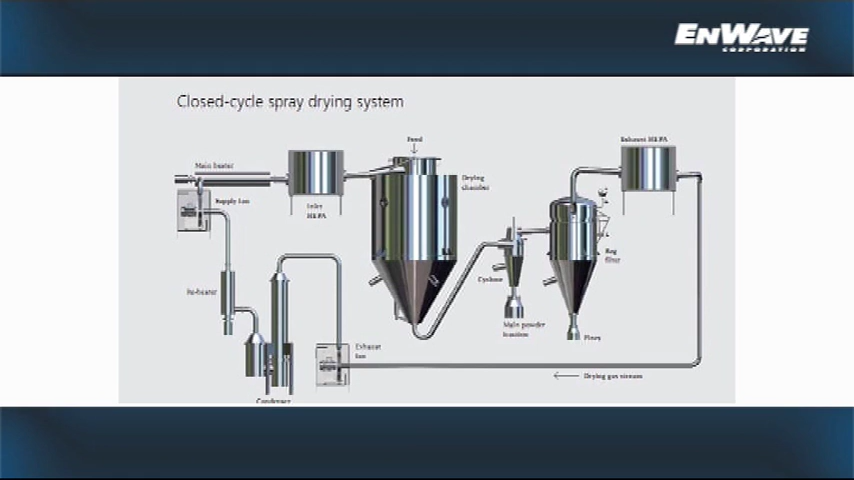 ENWAVE
CORPORATION
Closed-cycle spray drying system
Feed
Exhaust HEPA
Main heater
Drying
chamber
Supply fan
Inlet
HEPA
Bag
filter
Cyclone
Re-heater
Main powder
Fines
Exhaust
fan
Drying gas stream
Condenser